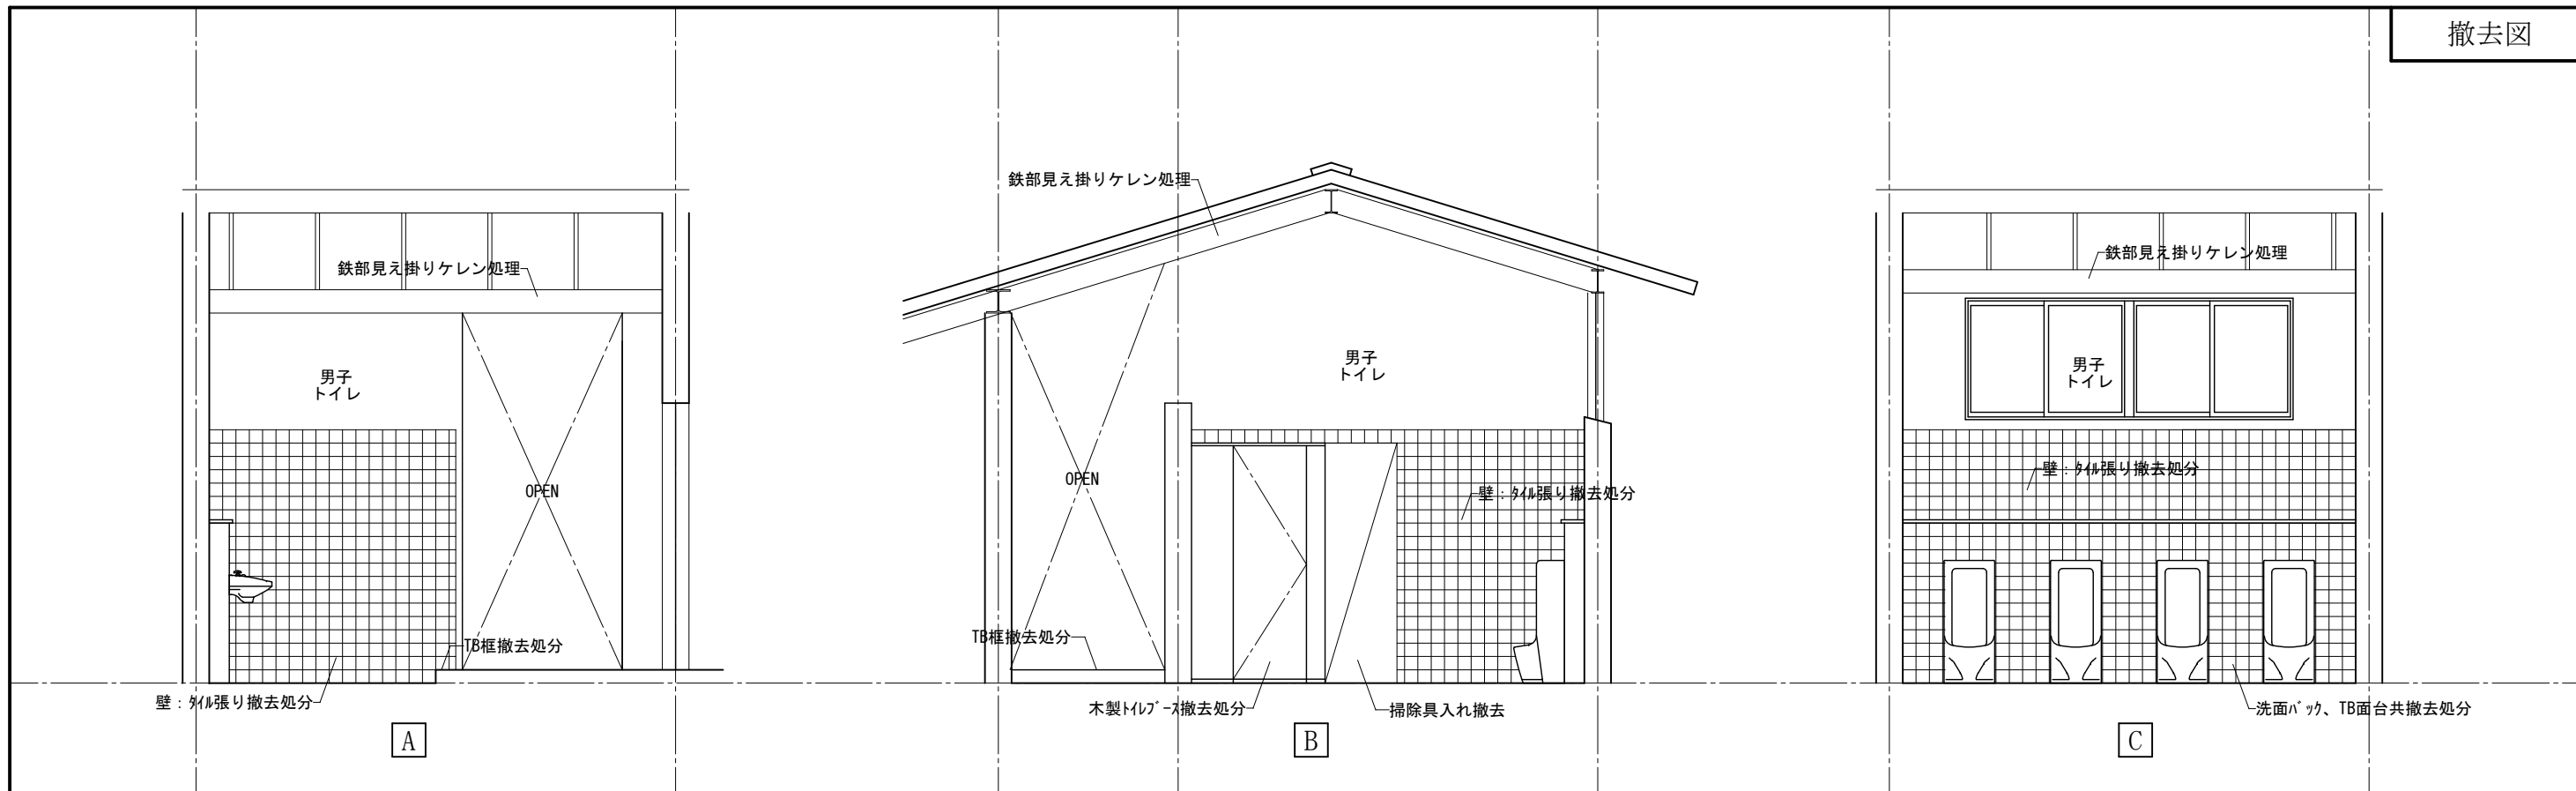 撤去図
鉄部見え掛りケレン処理
男子
トイレ
OPEN
TB框撤去処分
壁：ﾀｲﾙ張り撤去処分
A
鉄部見え掛りケレン処理
男子
トイレ
OPEN
壁：ﾀｲﾙ張り撤去処分
TB框撤去処分
木製ﾄｲﾚﾌﾞｰｽ撤去処分
掃除具入れ撤去
B
鉄部見え掛りケレン処理
男子
トイレ
壁：ﾀｲﾙ張り撤去処分
洗面ﾊﾞｯｸ、TB面台共撤去処分
C